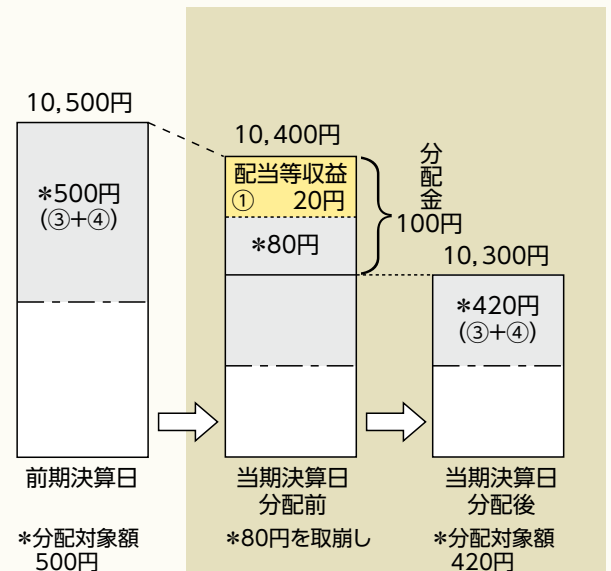 10,500円
*500円
(③+④)
前期決算日
*分配対象額
500円
10,400円
配当等収益
① 20円
*80円
分配金
100円
当期決算日
分配前
*80円を取崩し
10,300円
*420円
(③+④)
当期決算日
分配後
*分配対象額
420円